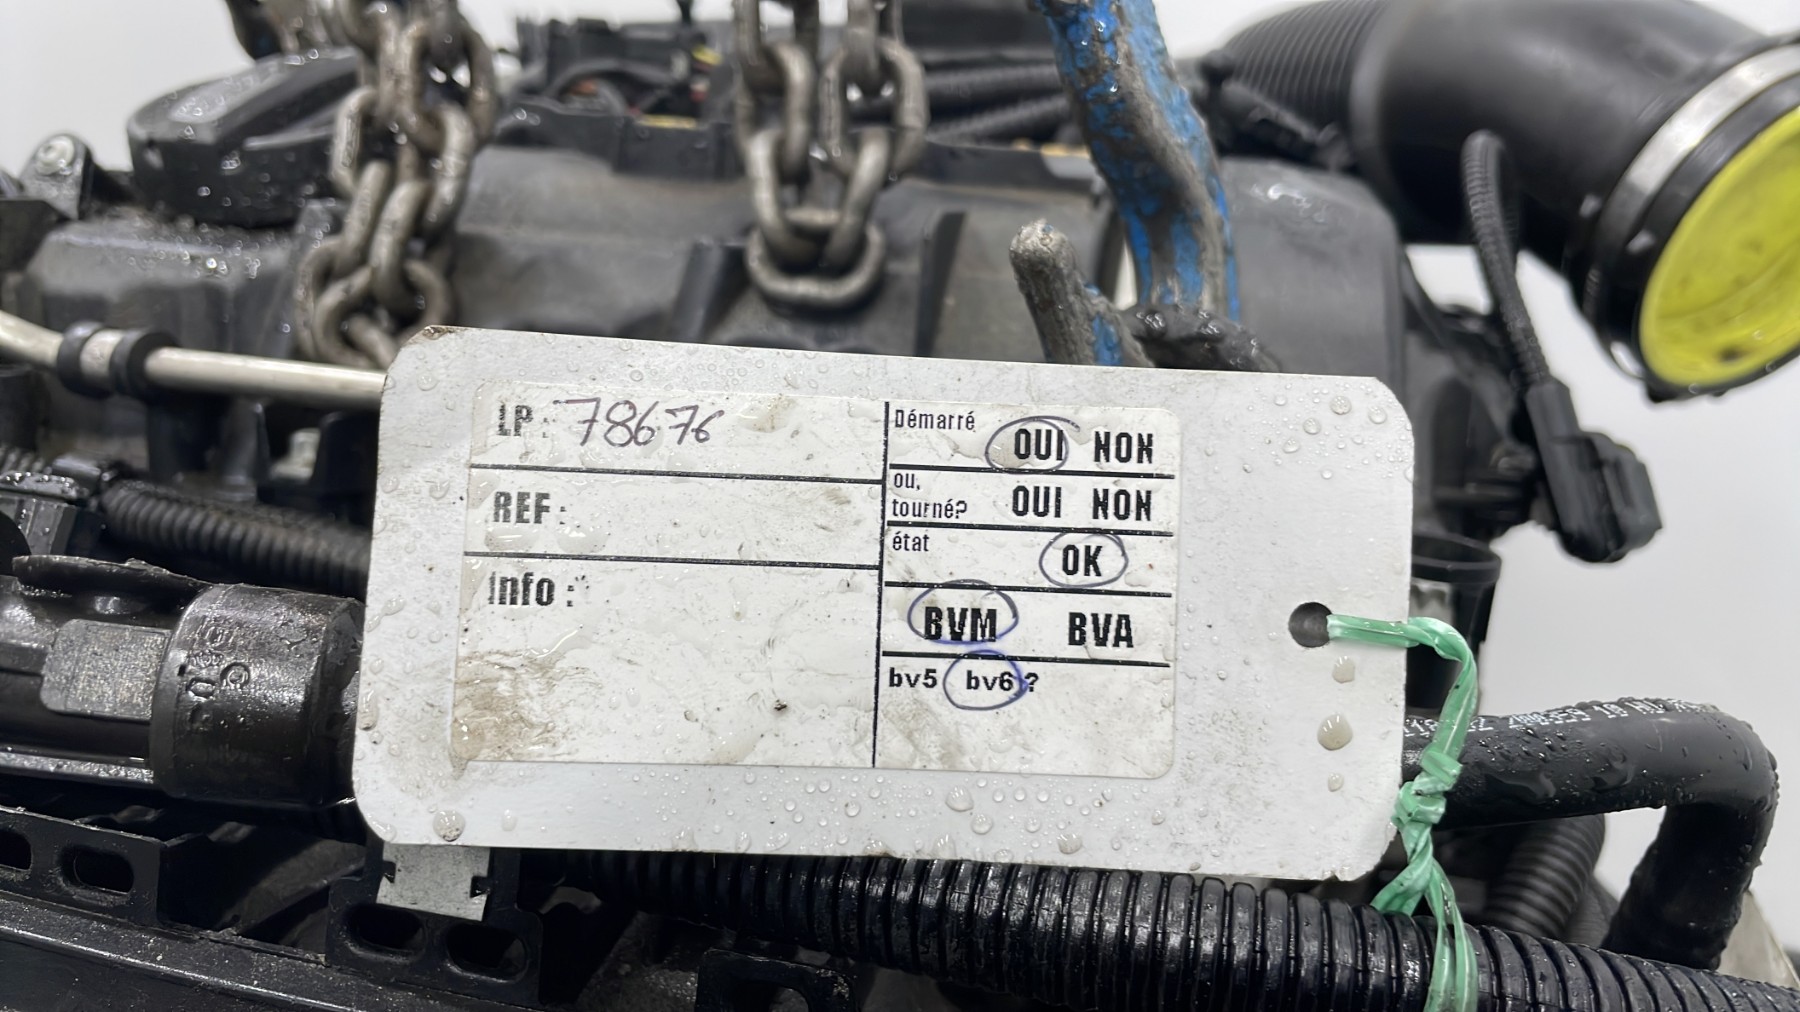 LP: 78676
REF:
Info:
Démarré OUI NON
ou,
tourné? OUI NON
état OK
BVM BVA
bv5 bv6?